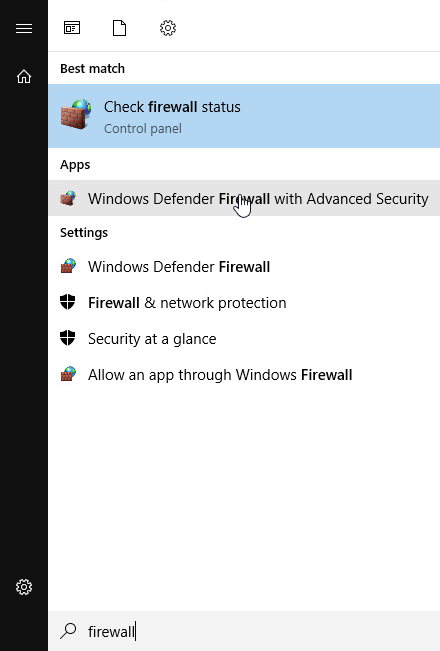 Best match
Check firewall status
Control panel
Apps
Windows Defender Firewall with Advanced Security
Settings
Windows Defender Firewall
Firewall & network protection
Security at a glance
Allow an app through Windows Firewall
firewall